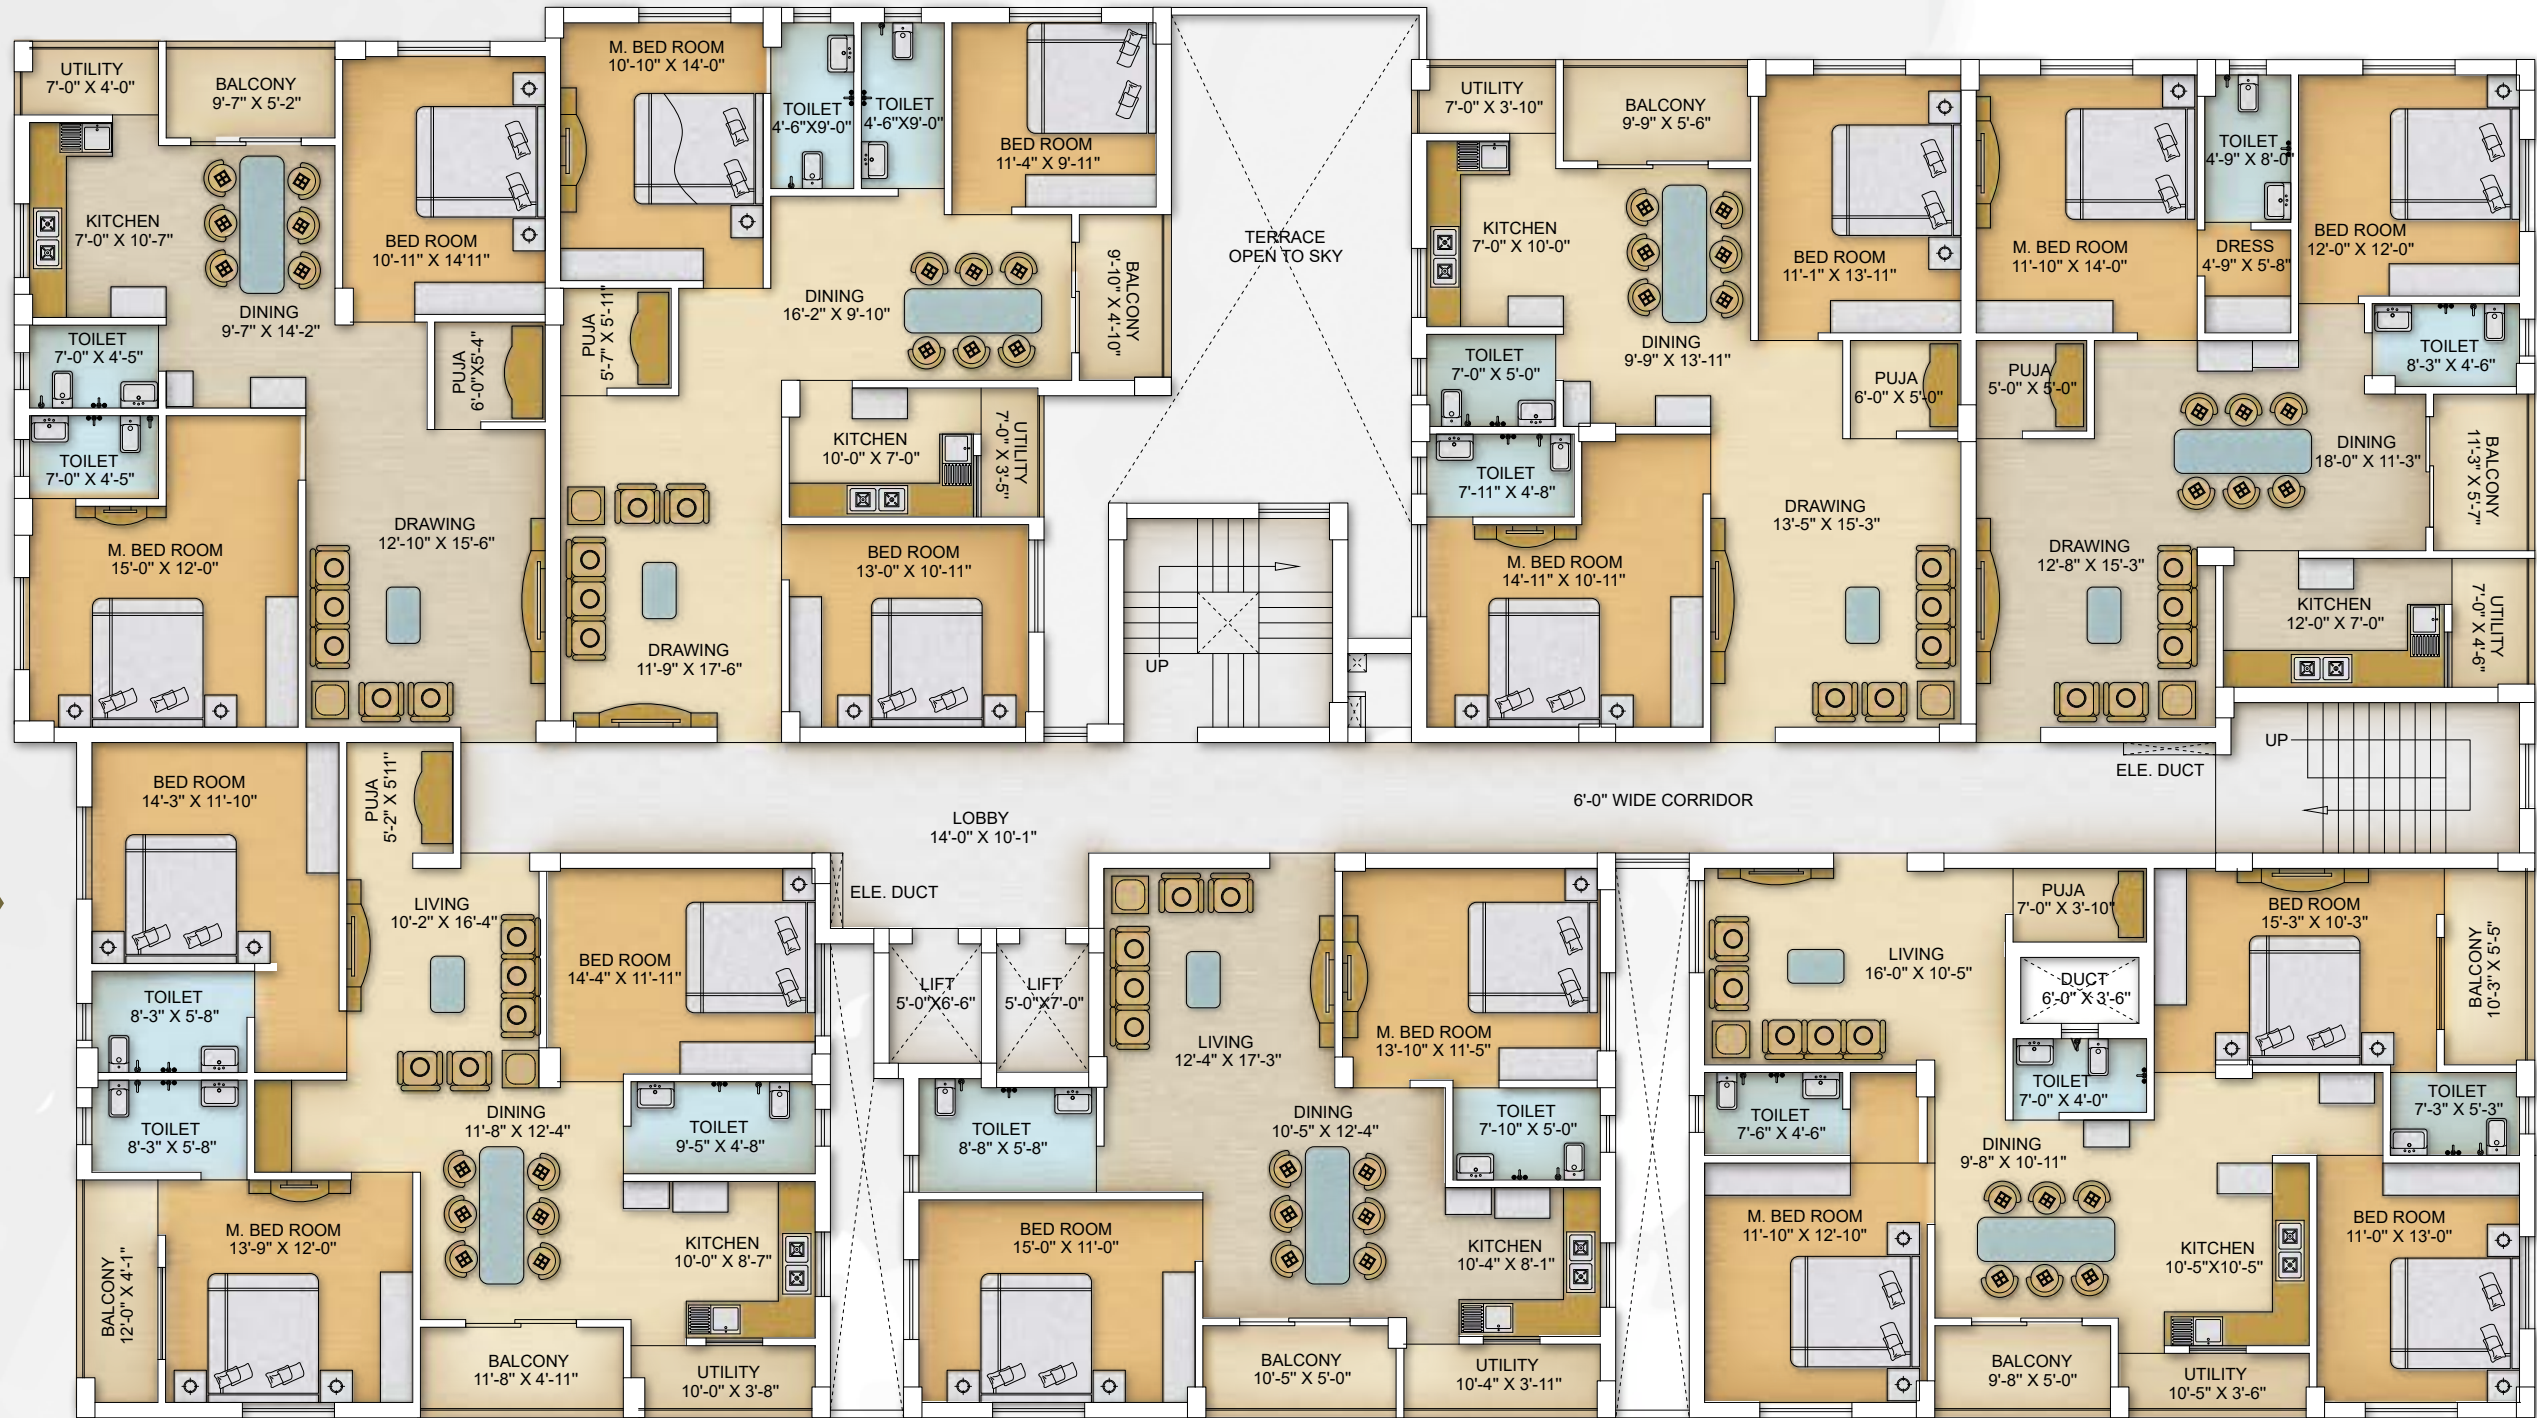 UTILITY
7'-0" X 4'-0"
BALCONY
9'-7" X 5'-2"
KITCHEN
7'-0" X 10'-7"
DINING
9'-7" X 14'-2"
BED ROOM
10'-11" X 14'11"
TOILET
7'-0" X 4'-5"
PUJA
6'-0"X5'-4"
TOILET
7'-0" X 4'-5"
DRAWING
12'-10" X 15'-6"
M. BED ROOM
15'-0" X 12'-0"
M. BED ROOM
10'-10" X 14'-0"
TOILET
4'-6"X9'-0"
TOILET
4'-6"X9'-0"
BED ROOM
11'-4" X 9'-11"
PUJA
5'-7" X 5'-11"
DINING
16'-2" X 9'-10"
BALCONY
9'-10" X 4'-10"
KITCHEN
10'-0" X 7'-0"
UTILITY
7'-0" X 3'-5"
BED ROOM
13'-0" X 10'-11"
DRAWING
11'-9" X 17'-6"
TERRACE
OPEN TO SKY
UP
UTILITY
7'-0" X 3'-10"
BALCONY
9'-9" X 5'-6"
KITCHEN
7'-0" X 10'-0"
BED ROOM
11'-1" X 13'-11"
DINING
9'-9" X 13'-11"
TOILET
7'-0" X 5'-0"
PUJA
6'-0" X 5'-0"
TOILET
7'-11" X 4'-8"
DRAWING
13'-5" X 15'-3"
M. BED ROOM
14'-11" X 10'-11"
M. BED ROOM
11'-10" X 14'-0"
TOILET
4'-9" X 8'-0"
DRESS
4'-9" X 5'-8"
BED ROOM
12'-0" X 12'-0"
TOILET
8'-3" X 4'-6"
PUJA
5'-0" X 5'-0"
DINING
18'-0" X 11'-3"
BALCONY
11'-3" X 5'-7"
DRAWING
12'-8" X 15'-3"
KITCHEN
12'-0" X 7'-0"
UTILITY
7'-0" X 4'-6"
UP
ELE. DUCT
6'-0" WIDE CORRIDOR
LOBBY
14'-0" X 10'-1"
BED ROOM
14'-3" X 11'-10"
PUJA
5'-2" X 5'11"
LIVING
10'-2" X 16'-4"
BED ROOM
14'-4" X 11'-11"
TOILET
8'-3" X 5'-8"
TOILET
8'-3" X 5'-8"
DINING
11'-8" X 12'-4"
TOILET
9'-5" X 4'-8"
M. BED ROOM
13'-9" X 12'-0"
BALCONY
12'-0" X 4'-1"
KITCHEN
10'-0" X 8'-7"
BALCONY
11'-8" X 4'-11"
UTILITY
10'-0" X 3'-8"
ELE. DUCT
LIFT
5'-0"X6'-6"
LIFT
5'-0"X7'-0"
LIVING
12'-4" X 17'-3"
M. BED ROOM
13'-10" X 11'-5"
TOILET
8'-8" X 5'-8"
DINING
10'-5" X 12'-4"
TOILET
7'-10" X 5'-0"
BED ROOM
15'-0" X 11'-0"
KITCHEN
10'-4" X 8'-1"
BALCONY
10'-5" X 5'-0"
UTILITY
10'-4" X 3'-11"
PUJA
7'-0" X 3'-10"
LIVING
16'-0" X 10'-5"
DUCT
6'-0" X 3'-6"
BED ROOM
15'-3" X 10'-3"
BALCONY
10'-3" X 5'-5"
TOILET
7'-0" X 4'-0"
TOILET
7'-6" X 4'-6"
TOILET
7'-3" X 5'-3"
DINING
9'-8" X 10'-11"
M. BED ROOM
11'-10" X 12'-10"
KITCHEN
10'-5"X10'-5"
BED ROOM
11'-0" X 13'-0"
BALCONY
9'-8" X 5'-0"
UTILITY
10'-5" X 3'-6"